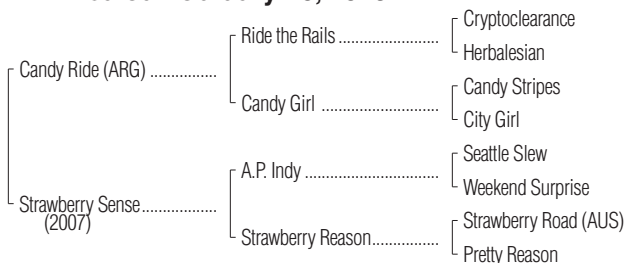 Cryptoclearance
Ride the Rails
Herbalesian
Candy Ride (ARG)
Candy Stripes
Candy Girl
City Girl
Seattle Slew
A.P. Indy
Weekend Surprise
Strawberry Sense
(2007)
Strawberry Road (AUS)
Strawberry Reason
Pretty Reason